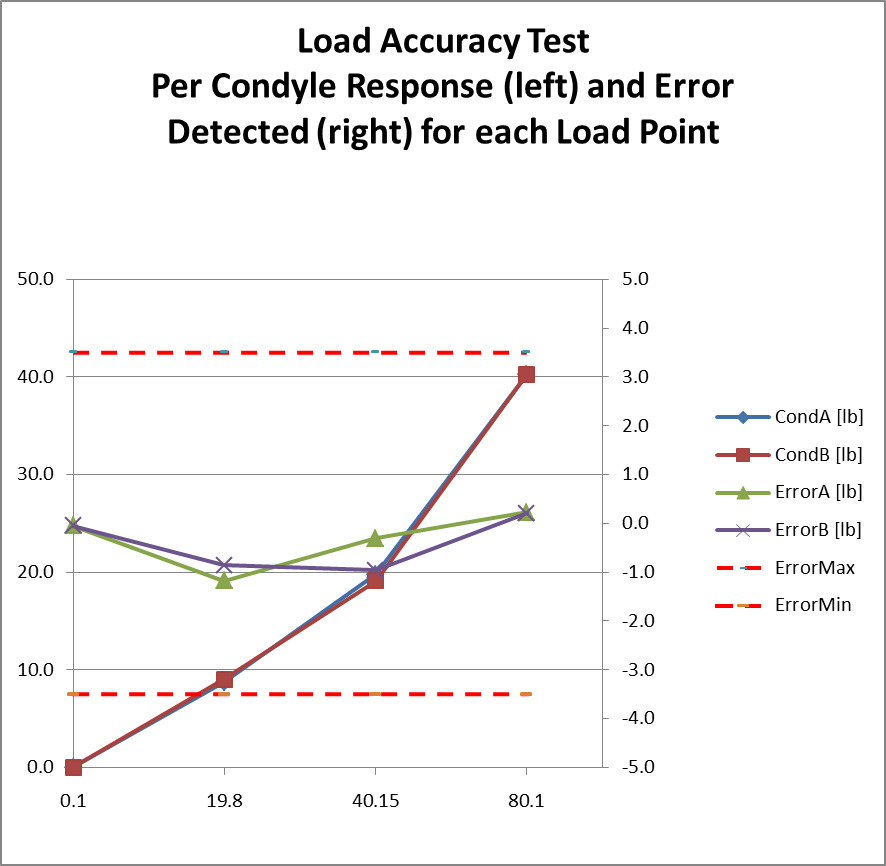 Load Accuracy Test
Per Condyle Response (left) and Error
Detected (right) for each Load Point
50.0
40.0
30.0
20.0
10.0
0.0
5.0
4.0
3.0
2.0
1.0
0.0
-1.0
-2.0
-3.0
-4.0
-5.0
0.1
19.8
40.15
80.1
CondA [lb]
CondB [lb]
ErrorA [lb]
ErrorB [lb]
ErrorMax
ErrorMin